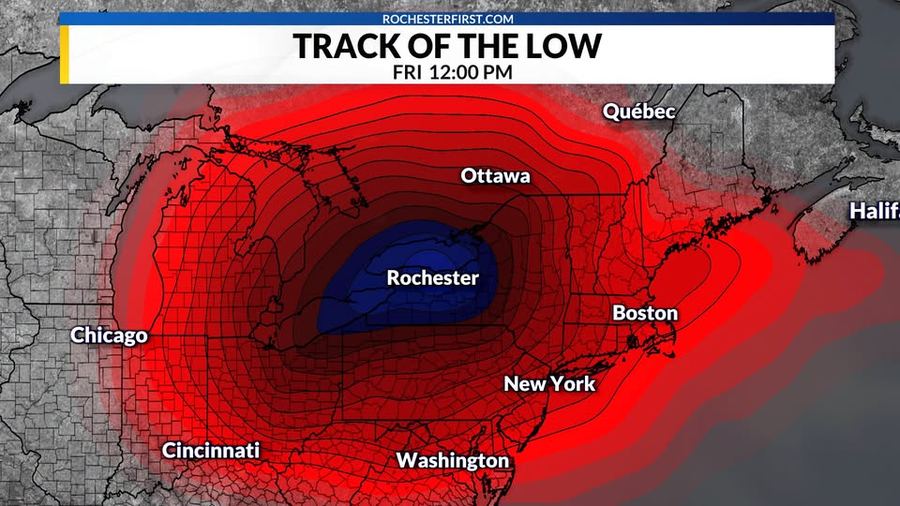 ROCHESTERFIRST.COM
TRACK OF THE LOW
FRI 12:00 PM
Québec
Ottawa
Halif
Rochester
Boston
Chicago
New York
Cincinnati
Washington